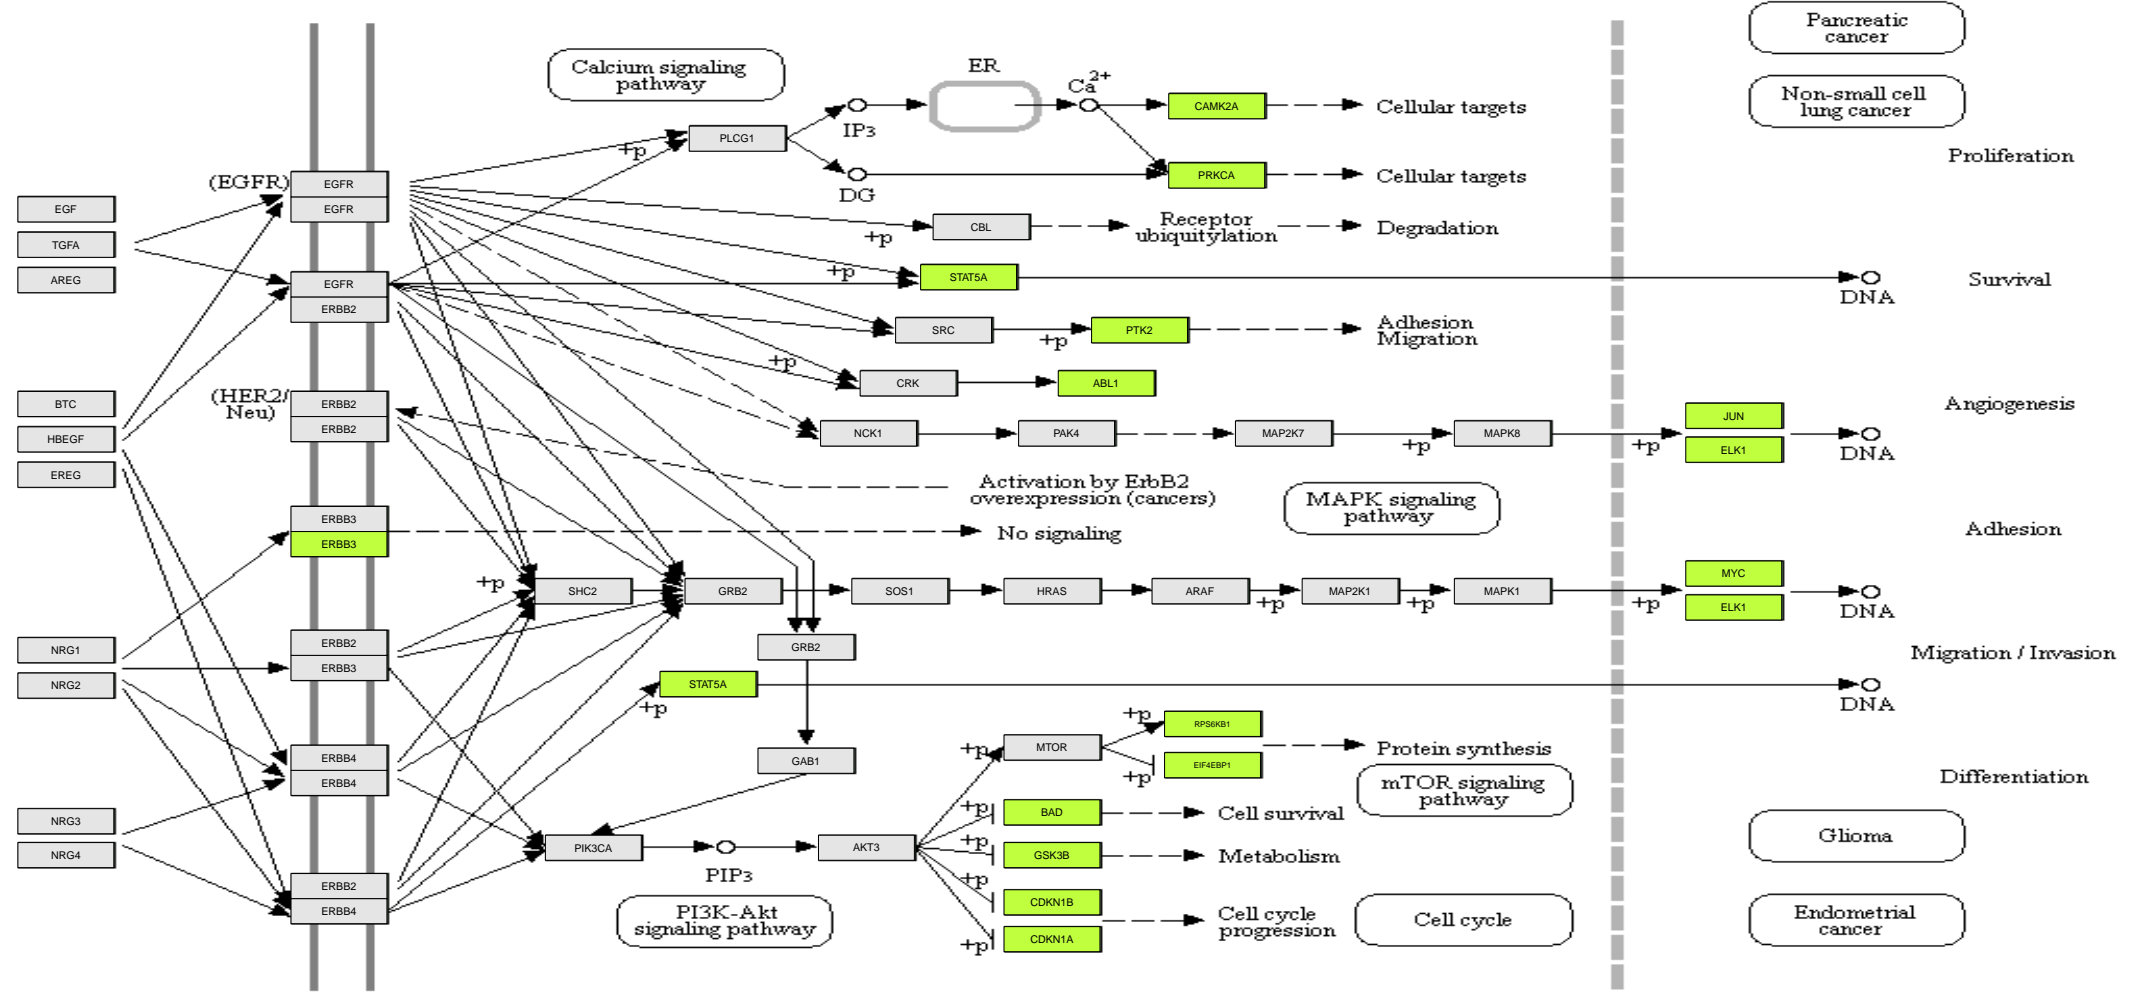 Pancreatic
cancer
Calcium signaling
pathway
ER
Ca2+
Non-small cell
lung cancer
CAMK2A
Cellular targets
IP3
PLCG1
+p
Proliferation
(EGFR)
EGFR
EGFR
DG
PRKCA
Cellular targets
EGF
TGFA
AREG
CBL
+p
Receptor
ubiquitylation
Degradation
EGFR
ERBB2
+p
STAT5A
DNA
Survival
SRC
+p
PTK2
Adhesion
Migration
+p
CRK
ABL1
BTC
HBEGF
EREG
(HER2/
Neu)
ERBB2
ERBB2
NCK1
PAK4
MAP2K7
+p
MAPK8
+p
JUN
ELK1
DNA
Angiogenesis
Activation by ErbB2
overexpression (cancers)
MAPK signaling
pathway
ERBB3
ERBB3
No signaling
Adhesion
+p
SHC2
GRB2
SOS1
HRAS
ARAF
+p
MAP2K1
+p
MAPK1
+p
MYC
ELK1
DNA
NRG1
NRG2
ERBB2
ERBB3
GRB2
Migration / Invasion
STAT5A
+p
DNA
ERBB4
ERBB4
GAB1
+p
MTOR
+p
RPS6KB1
+p
EIF4EBP1
Protein synthesis
mTOR signaling
pathway
Differentiation
NRG3
NRG4
+p
BAD
Cell survival
PIK3CA
PIP3
AKT3
+p
GSK3B
Metabolism
Glioma
ERBB2
ERBB4
PI3K-Akt
signaling pathway
+p
CDKN1B
+p
CDKN1A
Cell cycle
progression
Cell cycle
Endometrial
cancer